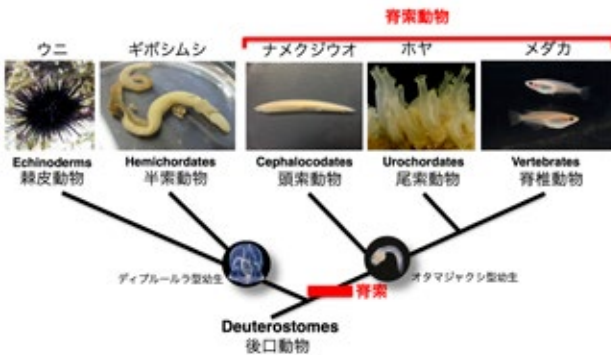 脊索動物
ウニ
ギボシムシ
ナメクジウオ
ホヤ
メダカ
Echinoderms
棘皮動物
Hemichordates
半索動物
Cephalocodates
頭索動物
Urochordates
尾索動物
Vertebrates
脊椎動物
ディプルールラ型幼生
オタマジャクシ型幼生
脊索
Deuterostomes
後口動物